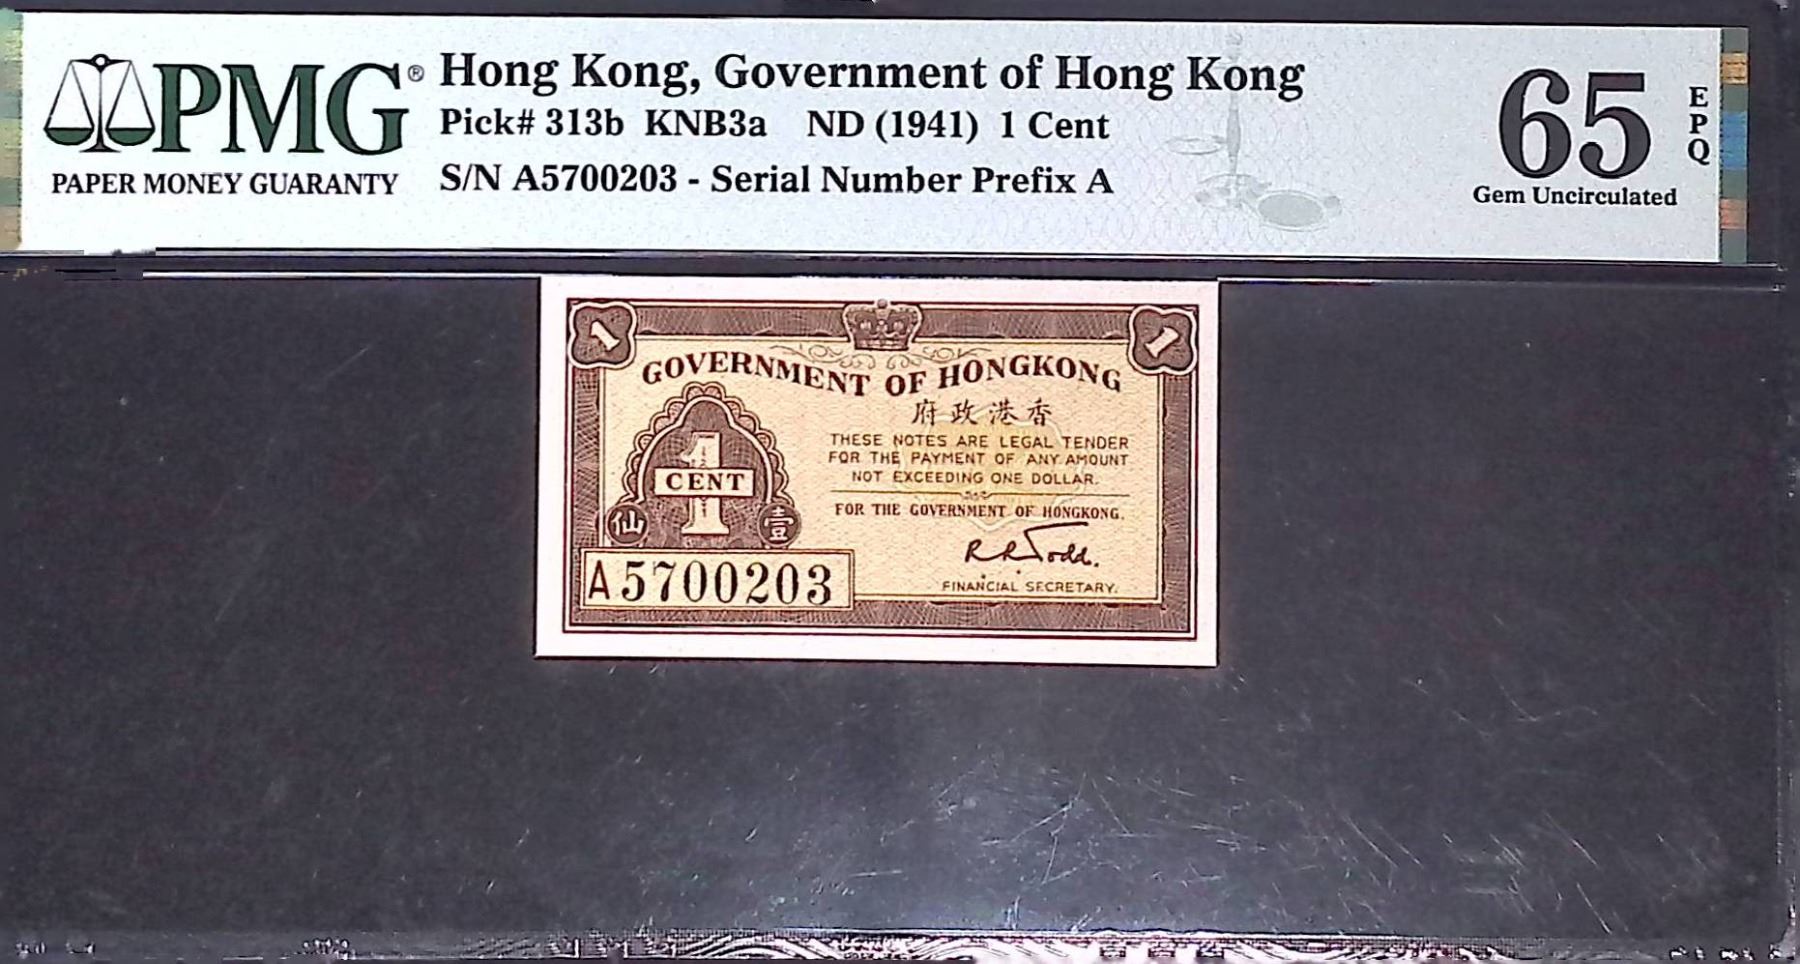 PMG®
PAPER MONEY GUARANTY
Hong Kong, Government of Hong Kong
Pick# 313b KNB3a ND (1941) 1 Cent
S/N A5700203 - Serial Number Prefix A
65
EPQ
Gem Uncirculated
1
1
GOVERNMENT OF HONGKONG
府政港香
THESE NOTES ARE LEGAL TENDER
FOR THE PAYMENT OF ANY AMOUNT
NOT EXCEEDING ONE DOLLAR.
1
CENT
仙
壹
FOR THE GOVERNMENT OF HONGKONG.
R R Todd.
FINANCIAL SECRETARY.
A5700203